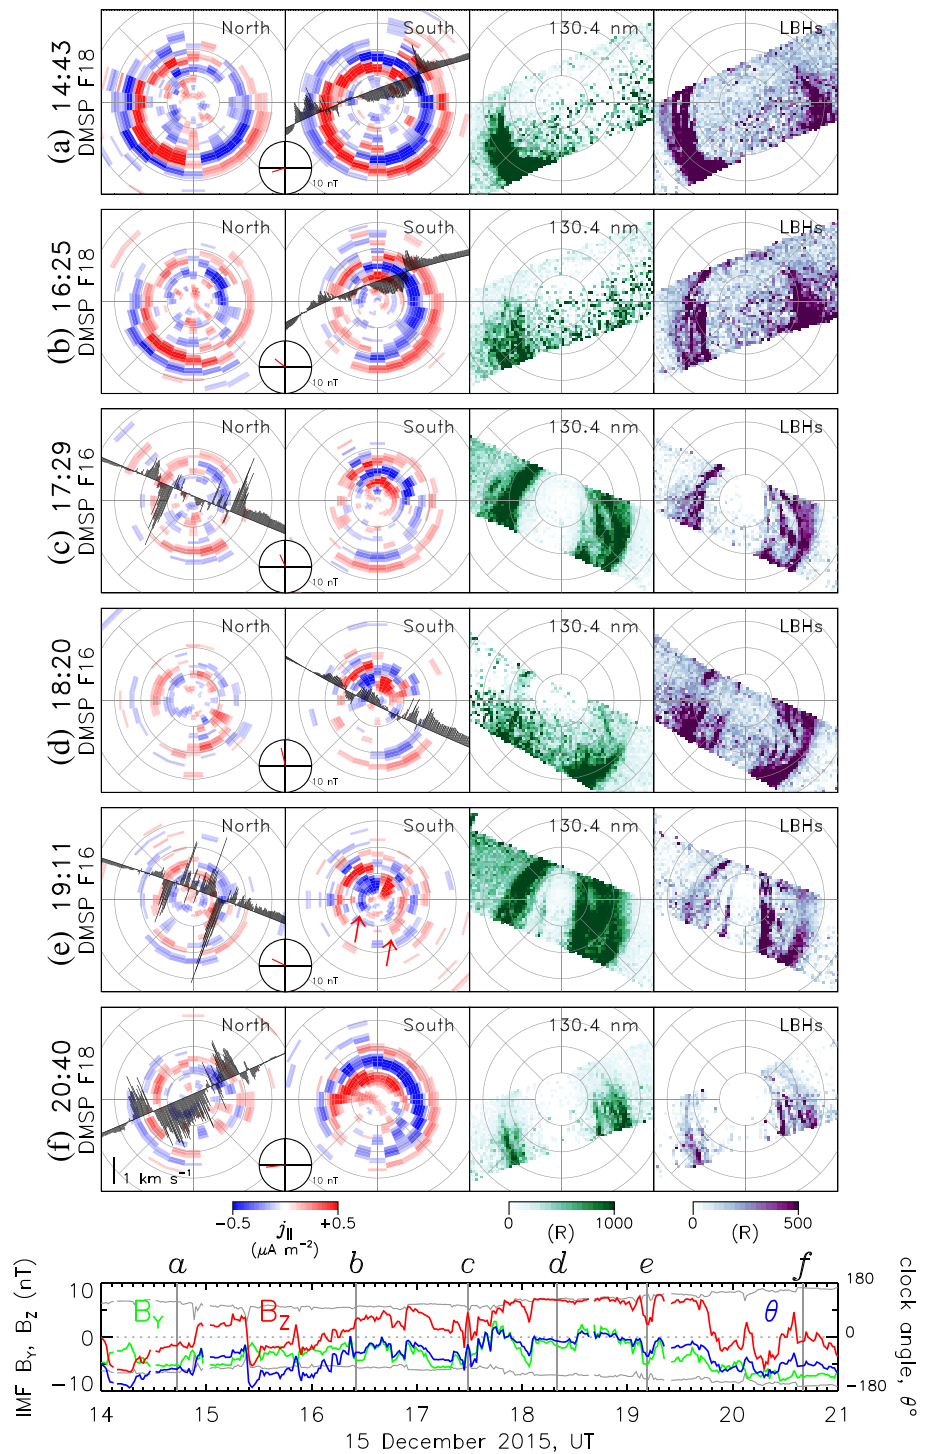 (a) 14:43
DMSP F18
North
South
130.4 nm
LBHs
10 nT
(b) 16:25
DMSP F18
North
South
130.4 nm
LBHs
10 nT
(c) 17:29
DMSP F16
North
South
130.4 nm
LBHs
10 nT
(d) 18:20
DMSP F16
North
South
130.4 nm
LBHs
10 nT
(e) 19:11
DMSP F16
North
South
130.4 nm
LBHs
10 nT
(f) 20:40
DMSP F18
North
South
130.4 nm
LBHs
10 nT
1 km s⁻¹
−0.5 j|| +0.5
(μA m⁻²)
0 (R) 1000
0 (R) 500
a b c d e f
IMF BY, BZ (nT)
10
0
−10
BY BZ θ
180
0
−180
clock angle, θ°
14 15 16 17 18 19 20 21
15 December 2015, UT